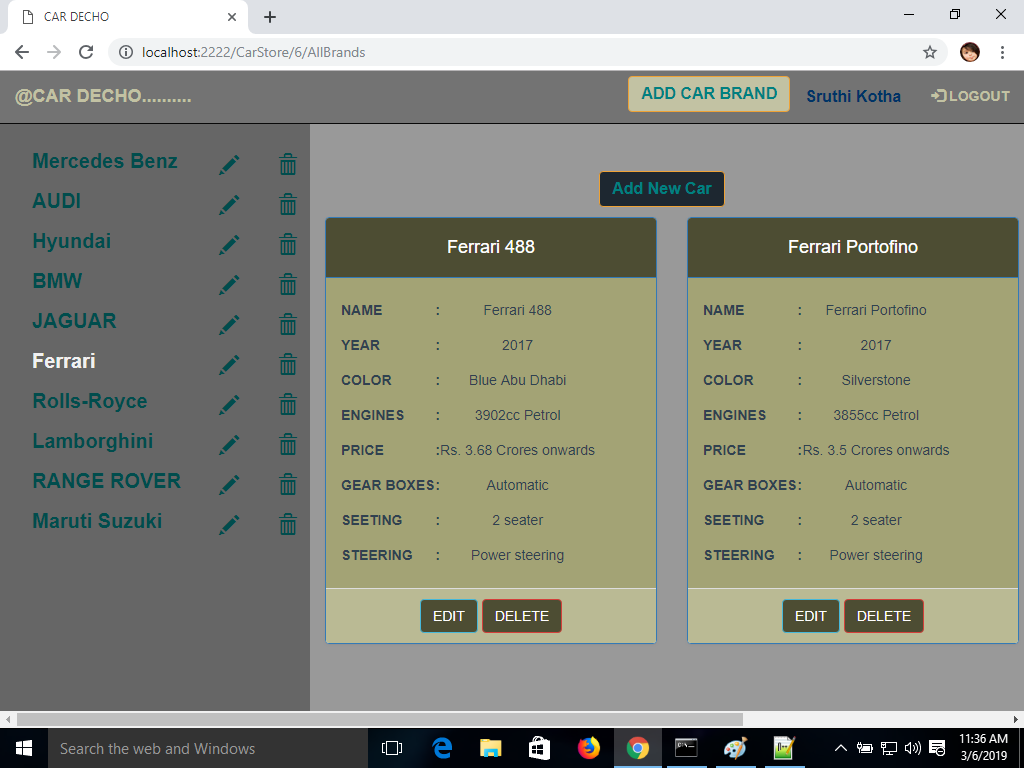 CAR DECHO
localhost:2222/CarStore/6/AllBrands
@CAR DECHO..........
ADD CAR BRAND
Sruthi Kotha
LOGOUT
Mercedes Benz
AUDI
Hyundai
BMW
JAGUAR
Ferrari
Rolls-Royce
Lamborghini
RANGE ROVER
Maruti Suzuki
Add New Car
Ferrari 488
NAME : Ferrari 488
YEAR : 2017
COLOR : Blue Abu Dhabi
ENGINES : 3902cc Petrol
PRICE :Rs. 3.68 Crores onwards
GEAR BOXES: Automatic
SEETING : 2 seater
STEERING : Power steering
EDIT DELETE
Ferrari Portofino
NAME : Ferrari Portofino
YEAR : 2017
COLOR : Silverstone
ENGINES : 3855cc Petrol
PRICE :Rs. 3.5 Crores onwards
GEAR BOXES: Automatic
SEETING : 2 seater
STEERING : Power steering
EDIT DELETE
Search the web and Windows
11:36 AM
3/6/2019